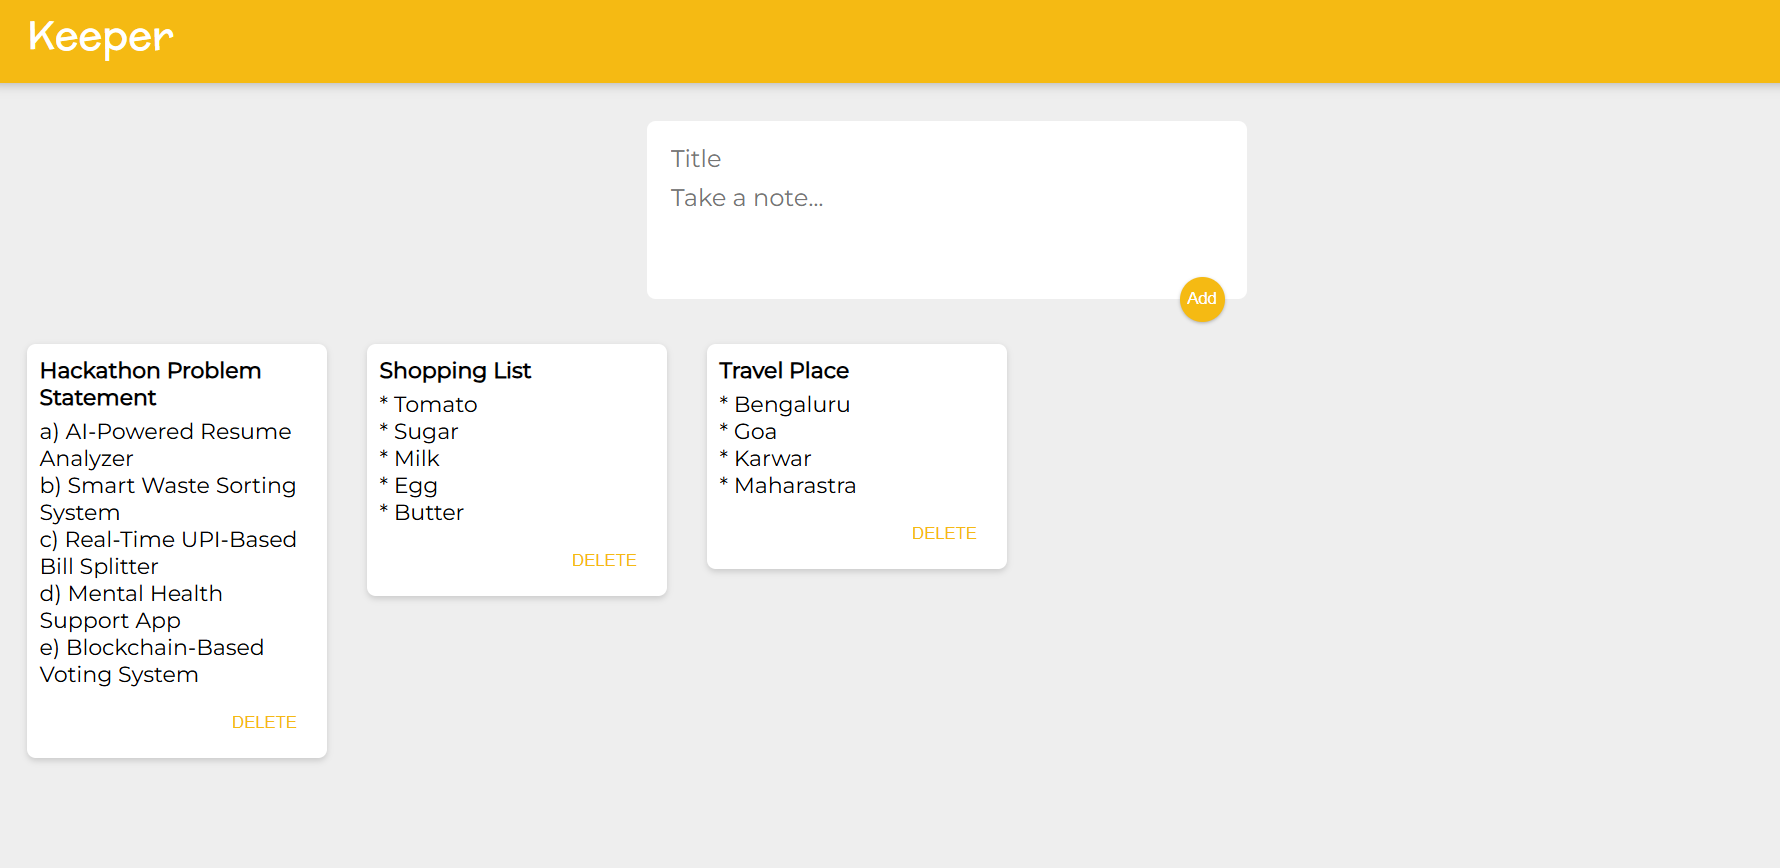 Keeper
Title
Take a note...
Add
Hackathon Problem
Statement
a) AI-Powered Resume
Analyzer
b) Smart Waste Sorting
System
c) Real-Time UPI-Based
Bill Splitter
d) Mental Health
Support App
e) Blockchain-Based
Voting System
DELETE
Shopping List
* Tomato
* Sugar
* Milk
* Egg
* Butter
DELETE
Travel Place
* Bengaluru
* Goa
* Karwar
* Maharastra
DELETE